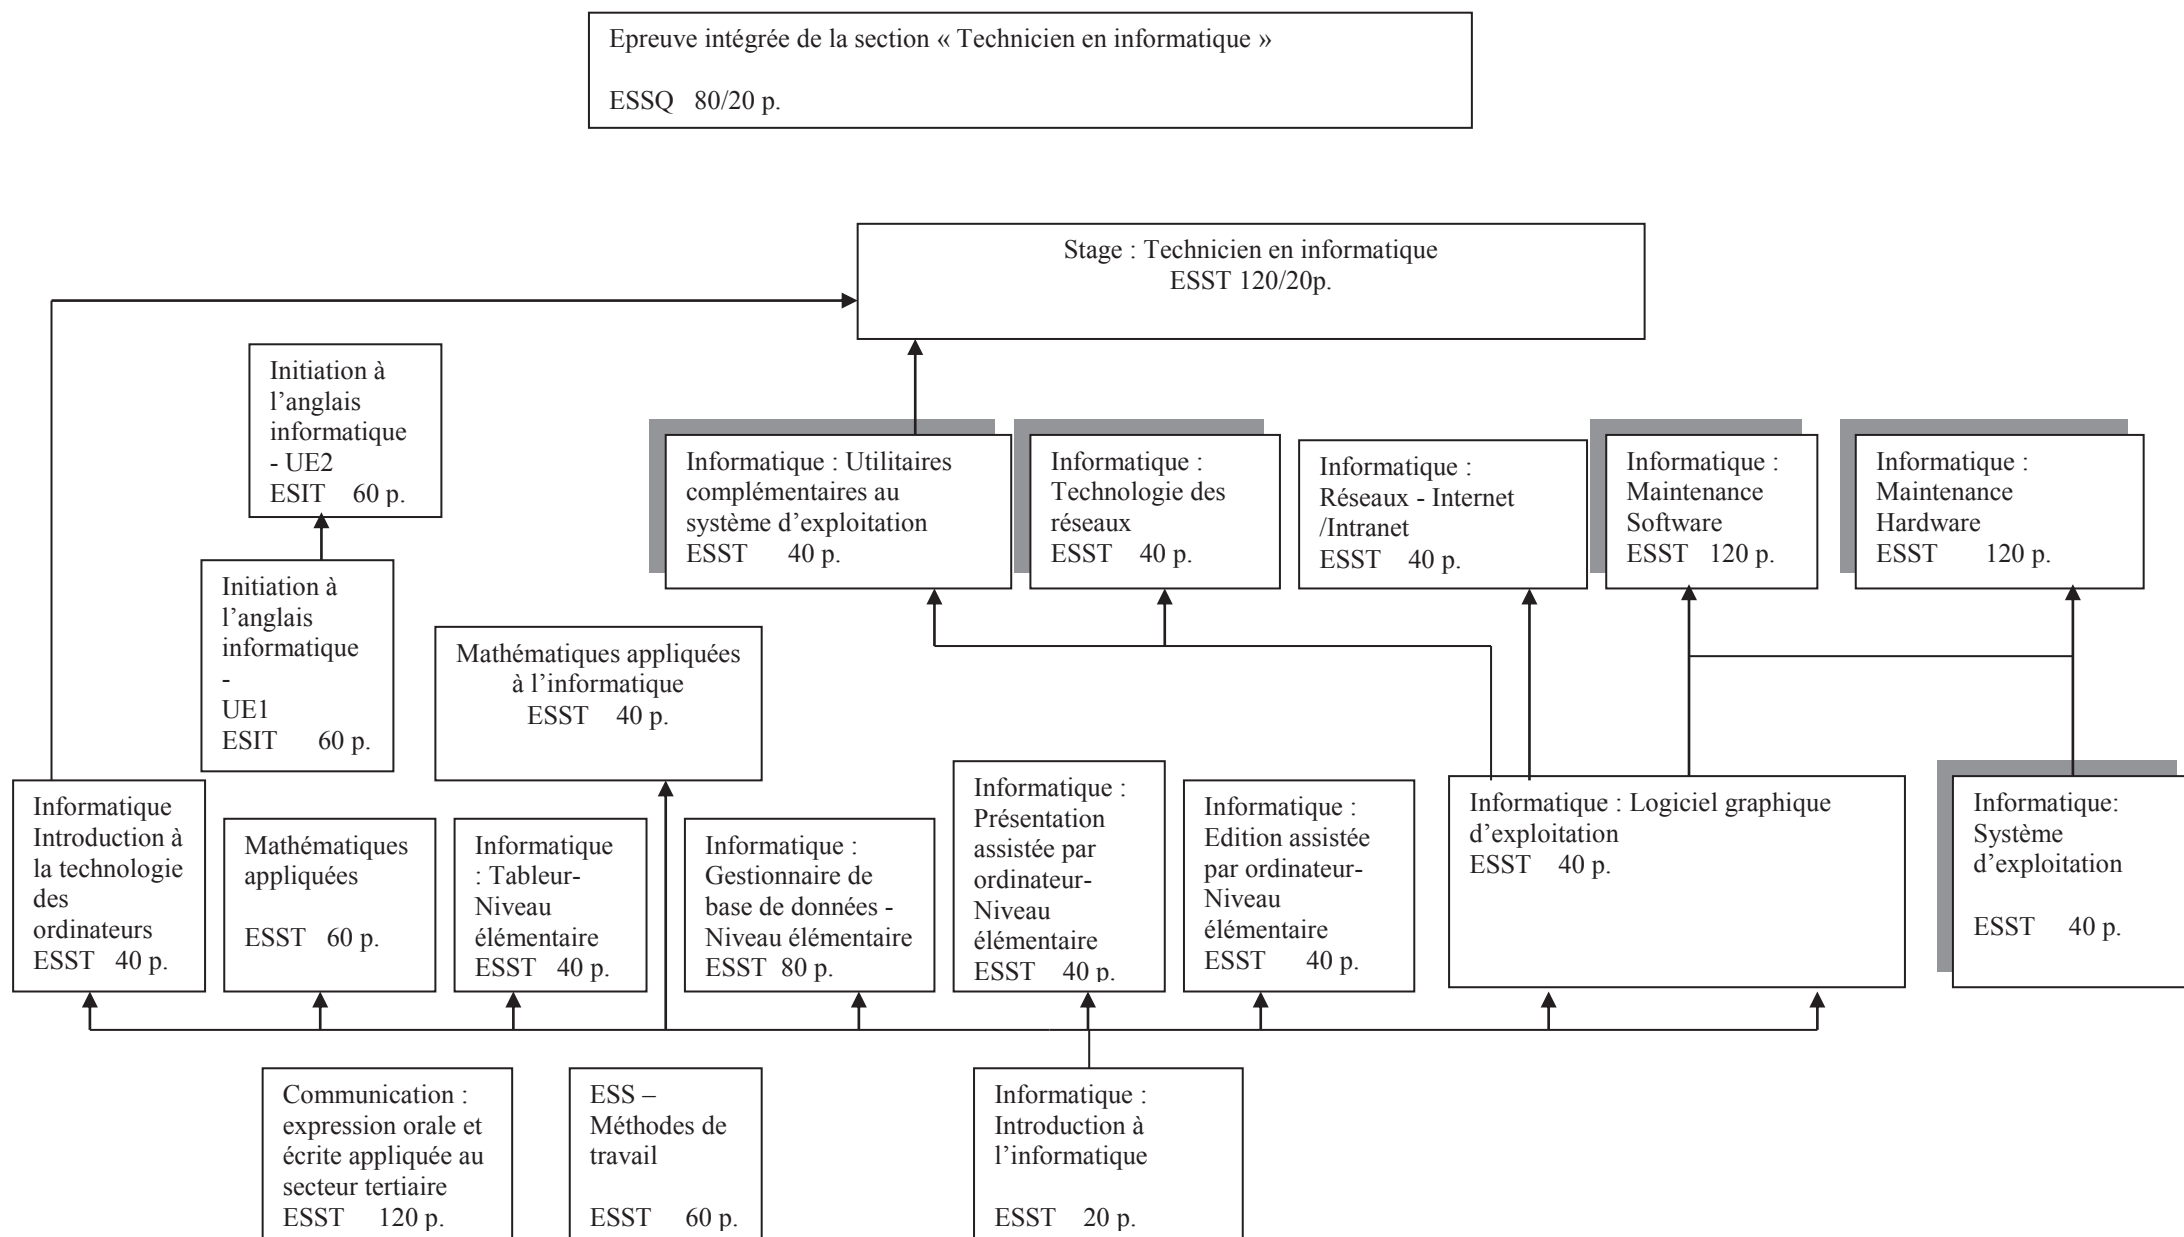 Epreuve intégrée de la section « Technicien en informatique »
ESSQ 80/20 p.
Stage : Technicien en informatique
ESST 120/20p.
Initiation à
l’anglais
informatique
- UE2
ESIT 60 p.
Informatique : Utilitaires
complémentaires au
système d’exploitation
ESST 40 p.
Informatique :
Technologie des
réseaux
ESST 40 p.
Informatique :
Réseaux - Internet
/Intranet
ESST 40 p.
Informatique :
Maintenance
Software
ESST 120 p.
Informatique :
Maintenance
Hardware
ESST 120 p.
Initiation à
l’anglais
informatique
-
UE1
ESIT 60 p.
Mathématiques appliquées
à l’informatique
ESST 40 p.
Informatique
Introduction à
la technologie
des
ordinateurs
ESST 40 p.
Mathématiques
appliquées
ESST 60 p.
Informatique
: Tableur-
Niveau
élémentaire
ESST 40 p.
Informatique :
Gestionnaire de
base de données -
Niveau élémentaire
ESST 80 p.
Informatique :
Présentation
assistée par
ordinateur-
Niveau
élémentaire
ESST 40 p.
Informatique :
Edition assistée
par ordinateur-
Niveau
élémentaire
ESST 40 p.
Informatique : Logiciel graphique
d’exploitation
ESST 40 p.
Informatique:
Système
d’exploitation
ESST 40 p.
Communication :
expression orale et
écrite appliquée au
secteur tertiaire
ESST 120 p.
ESS –
Méthodes de
travail
ESST 60 p.
Informatique :
Introduction à
l’informatique
ESST 20 p.